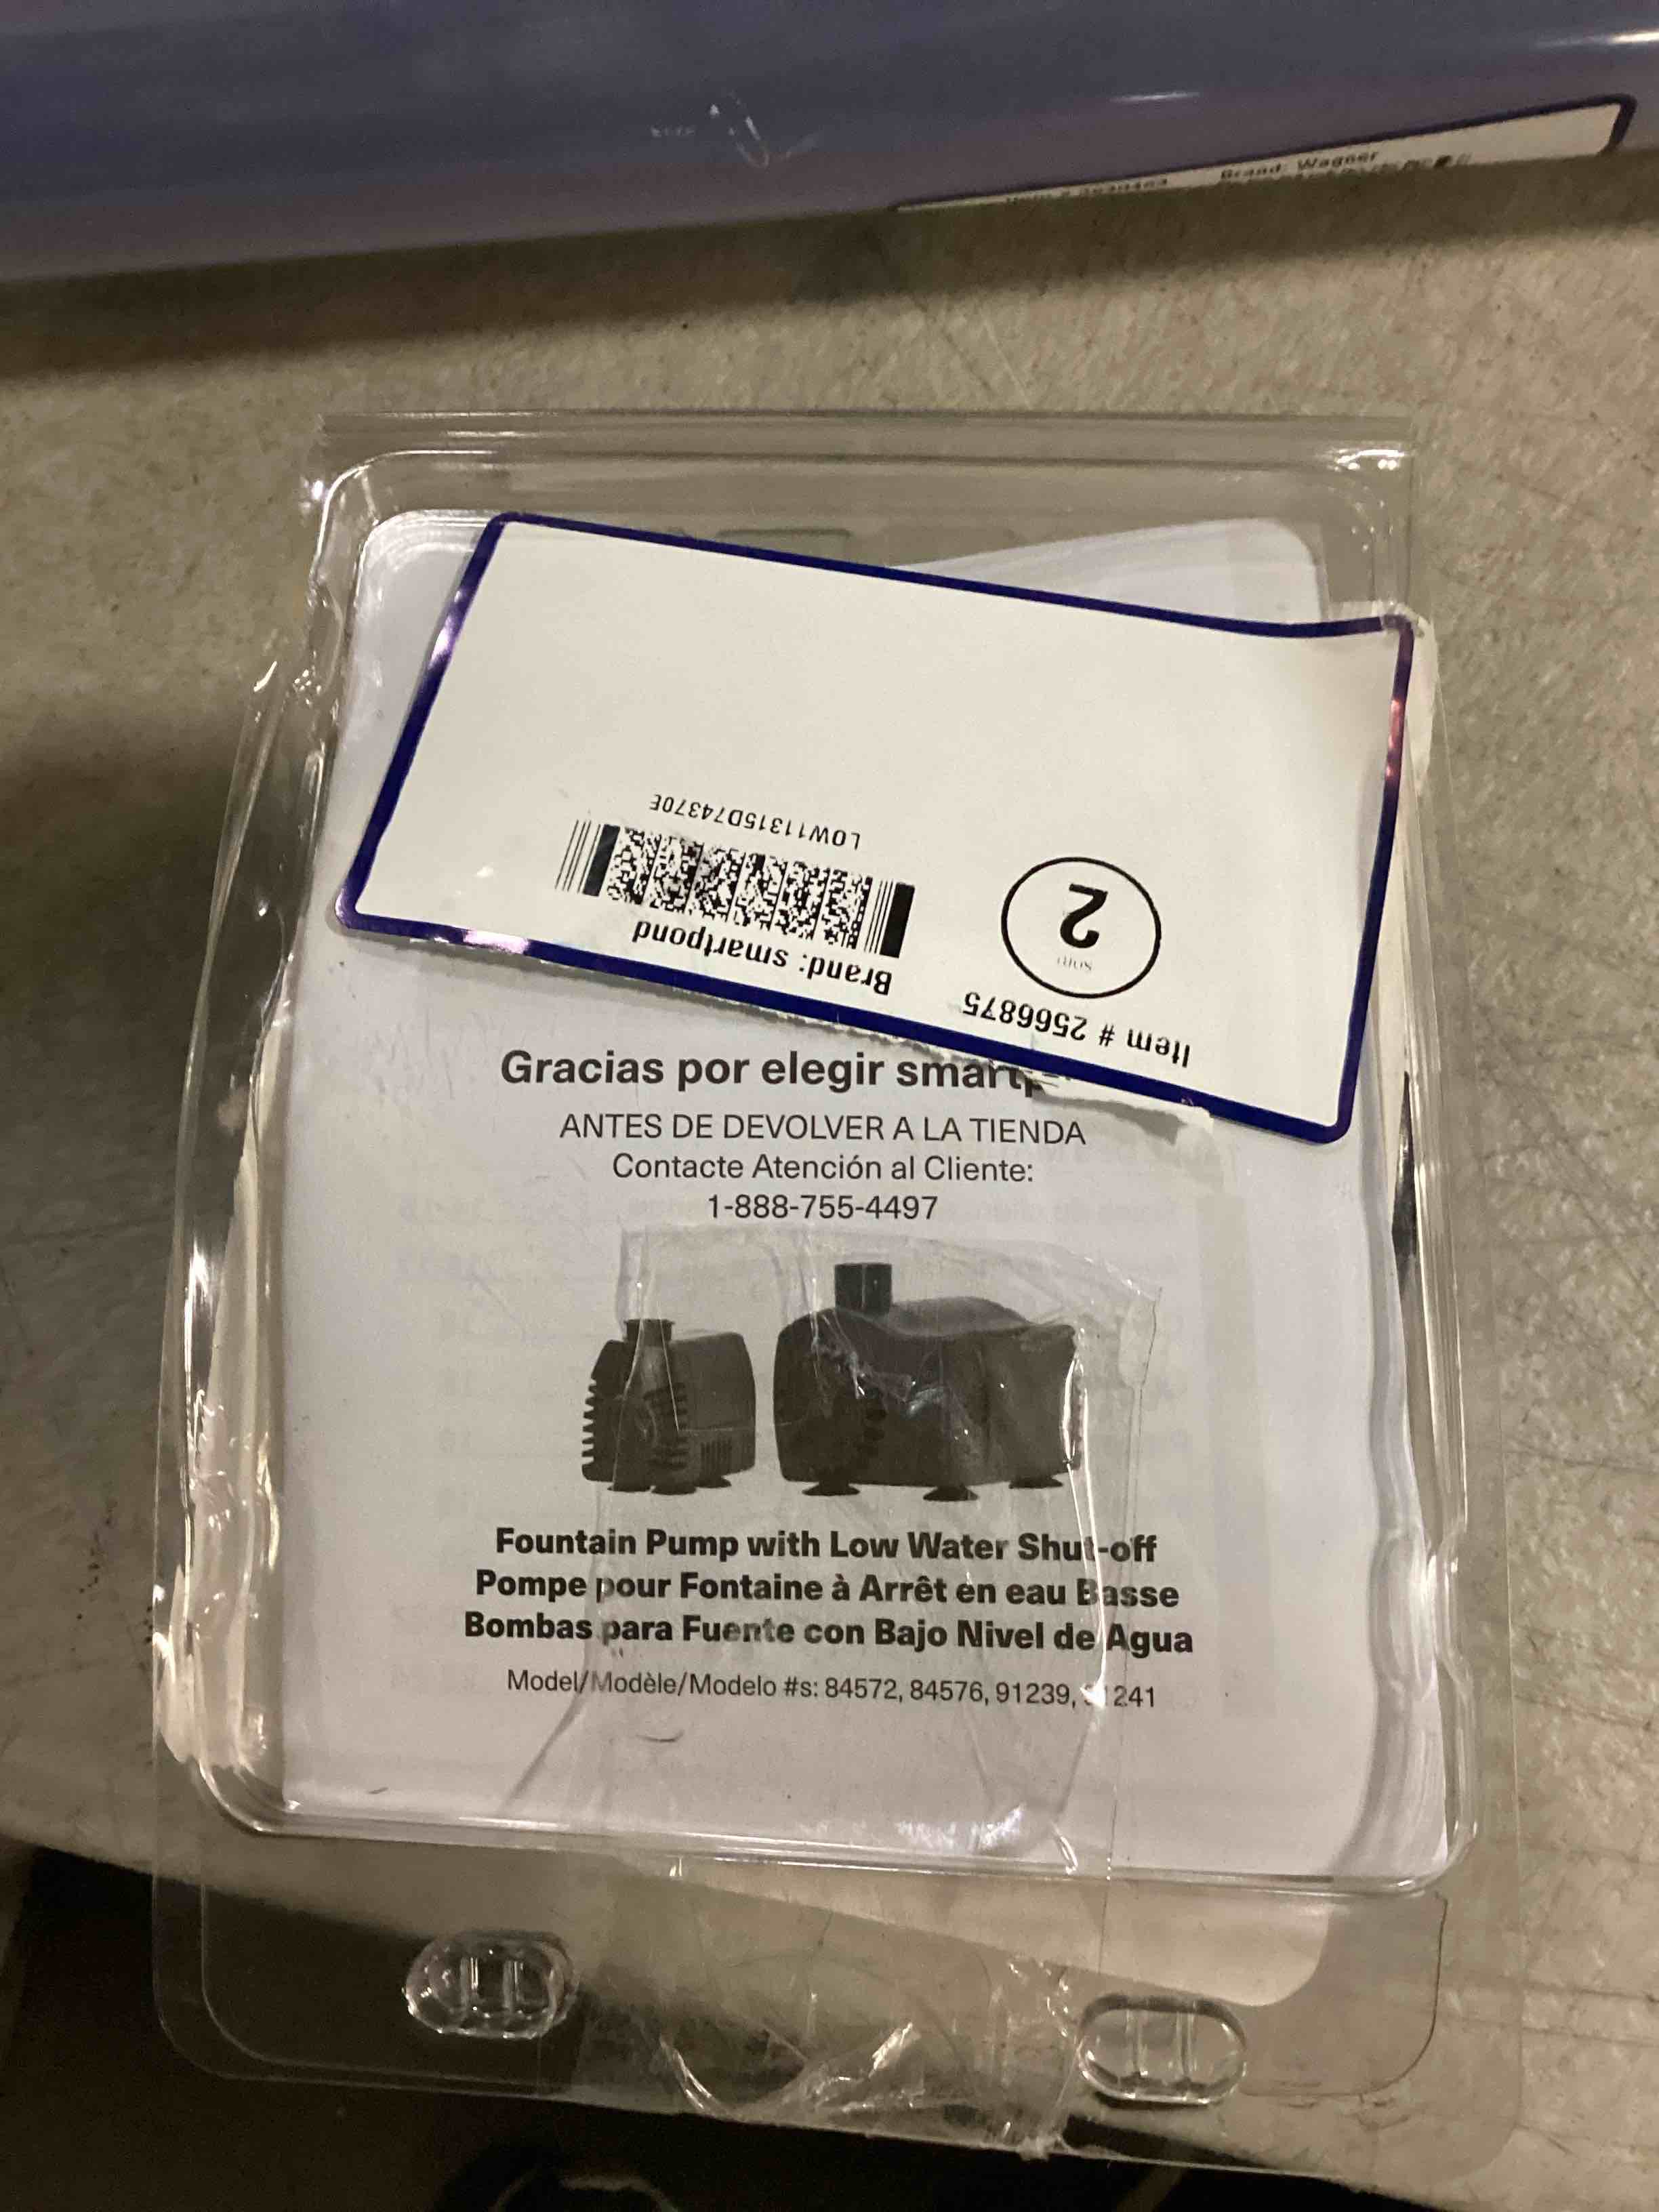 Brand: Wagner
Item # 2566875
Brand: smartpond
SORT
2
LOW11315D74370E
Gracias por elegir
ANTES DE DEVOLVER A LA TIENDA
Contacte Atención al Cliente:
1-888-755-4497
Fountain Pump with Low Water Shut-off
Pompe pour Fontaine à Arrêt en eau Basse
Bombas para Fuente con Bajo Nivel de Agua
Model/Modèle/Modelo #s: 84572, 84576, 91239,